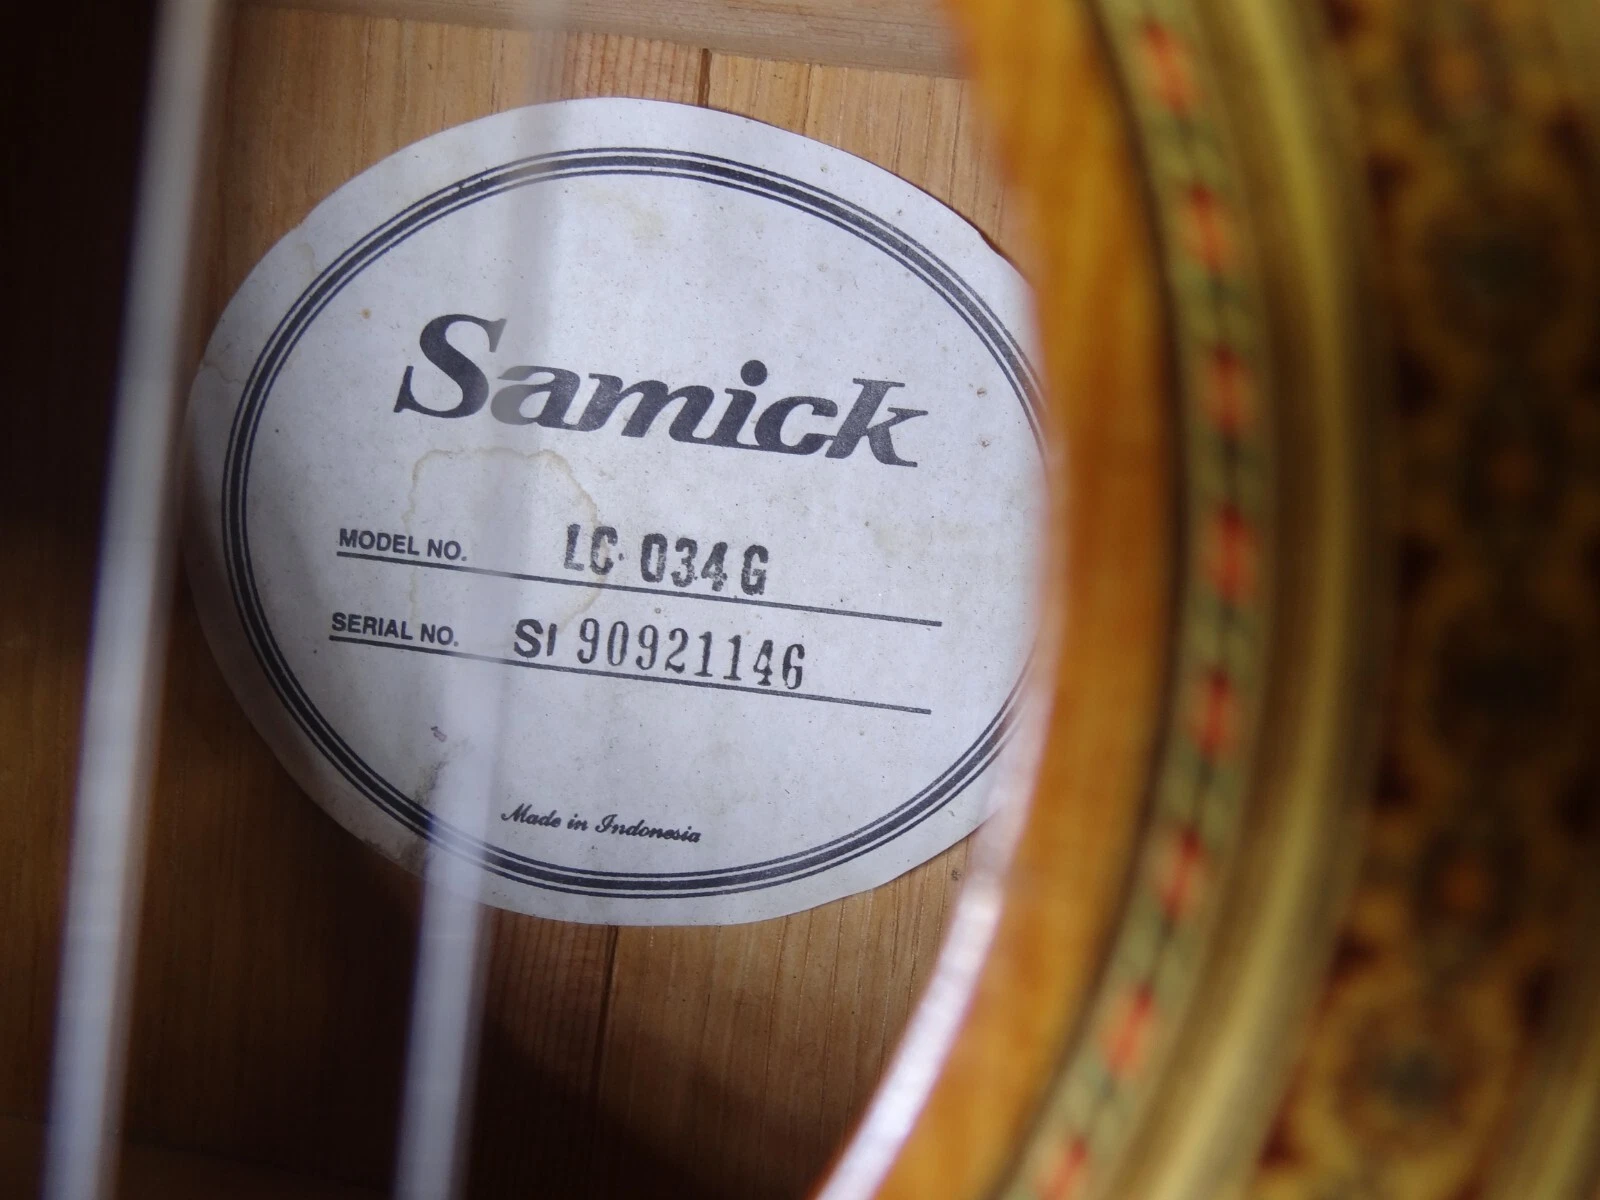 Samick
MODEL NO. LC 034G
SERIAL NO. SI 90921146
Made in Indonesia